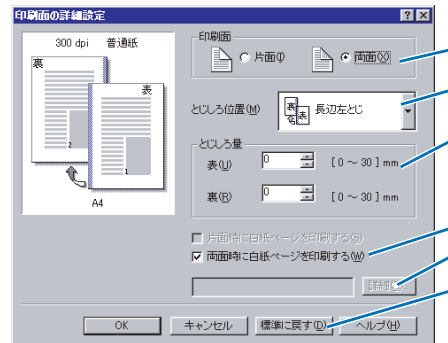 印刷面の詳細設定
300 dpi 普通紙
裏
表
2
1
A4
印刷面
片面(I)
両面(X)
とじしろ位置(M)
裏
表
長辺左とじ
とじしろ量
表(U) 0 [0 ～ 30] mm
裏(R) 0 [0 ～ 30] mm
片面時に白紙ページを印刷する(S)
両面時に白紙ページを印刷する(W)
OK
キャンセル
標準に戻す(D)
ヘルプ(H)